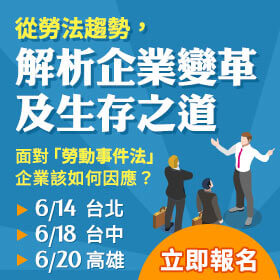 從勞法趨勢，
解析企業變革
及生存之道
面對「勞動事件法」
企業該如何因應？
6/14 台北
6/18 台中
6/20 高雄
立即報名